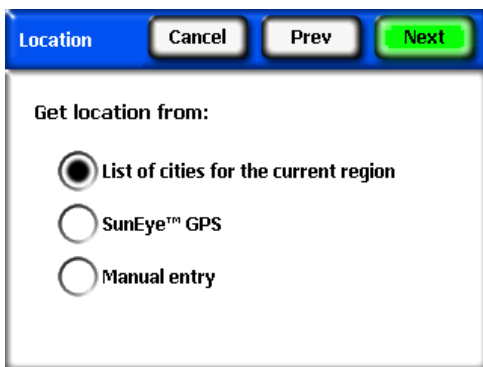 Location Cancel Prev Next
Get location from:
List of cities for the current region
SunEye™ GPS
Manual entry